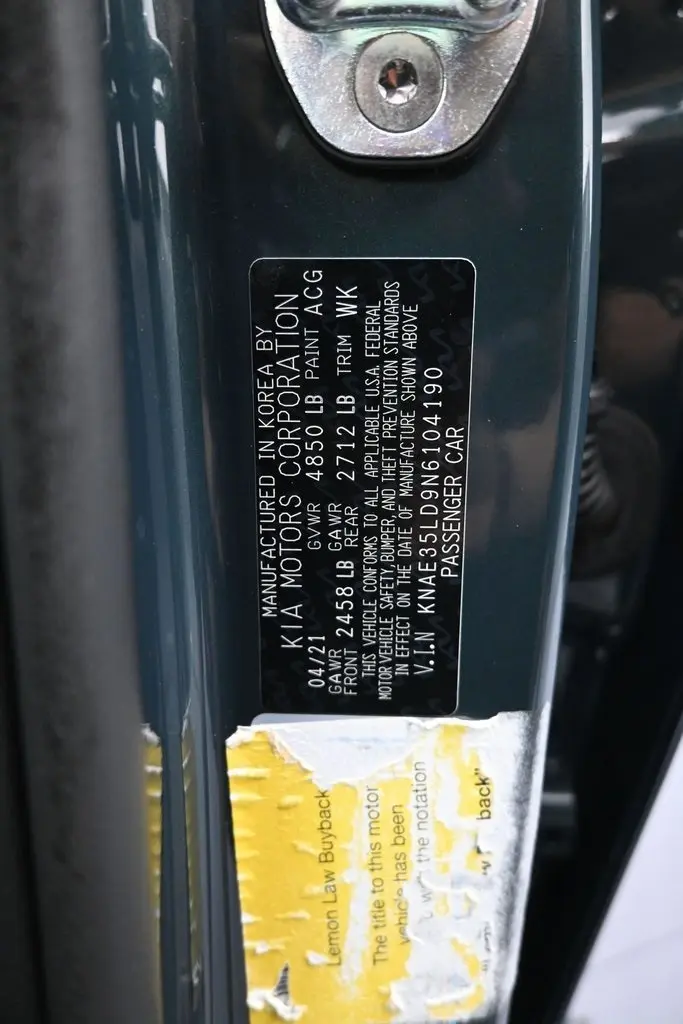 MANUFACTURED IN KOREA BY
KIA MOTORS CORPORATION
04/21 GVWR 4850 LB PAINT ACG
GAWR FRONT 2458 LB GAWR REAR 2712 LB TRIM WK
THIS VEHICLE CONFORMS TO ALL APPLICABLE U.S.A. FEDERAL
MOTOR VEHICLE SAFETY, BUMPER, AND THEFT PREVENTION STANDARDS
IN EFFECT ON THE DATE OF MANUFACTURE SHOWN ABOVE
V.I.N KNAE35LD9N6104190
PASSENGER CAR
Lemon Law Buyback
The title to this motor
vehicle has been
the notation
back"